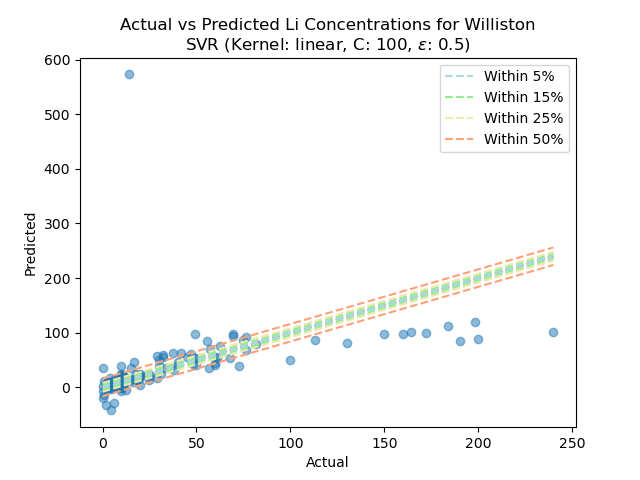 Actual vs Predicted Li Concentrations for Williston
SVR (Kernel: linear, C: 100, ε: 0.5)
Within 5%
Within 15%
Within 25%
Within 50%
600
500
400
300
200
100
0
Predicted
0 50 100 150 200 250
Actual